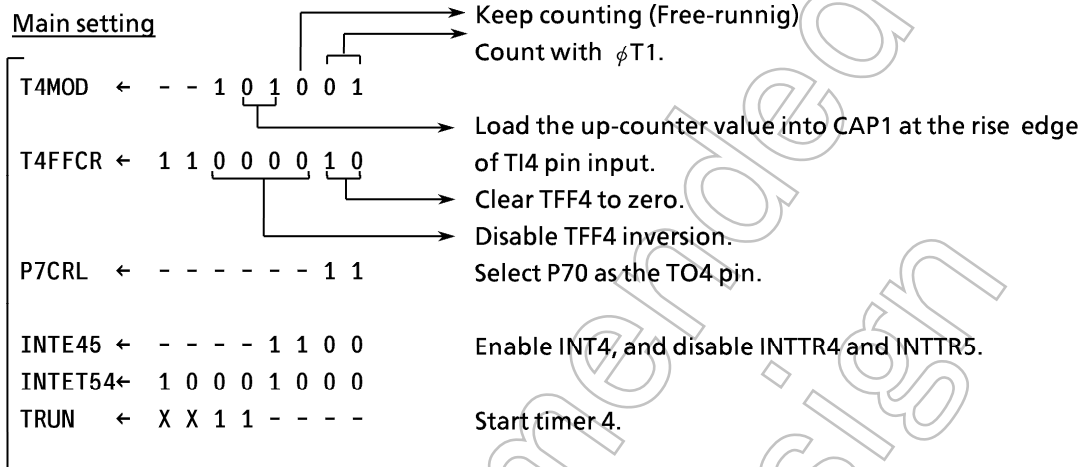 Main setting
Keep counting (Free-runnig)
Count with ϕT1.
T4MOD ← - - 1 0 1 0 0 1
Load the up-counter value into CAP1 at the rise edge
T4FFCR ← 1 1 0 0 0 0 1 0 of TI4 pin input.
Clear TFF4 to zero.
Disable TFF4 inversion.
P7CRL ← - - - - - - 1 1 Select P70 as the TO4 pin.
INTE45 ← - - - - 1 1 0 0 Enable INT4, and disable INTTR4 and INTTR5.
INTET54← 1 0 0 0 1 0 0 0
TRUN ← X X 1 1 - - - - Start timer 4.